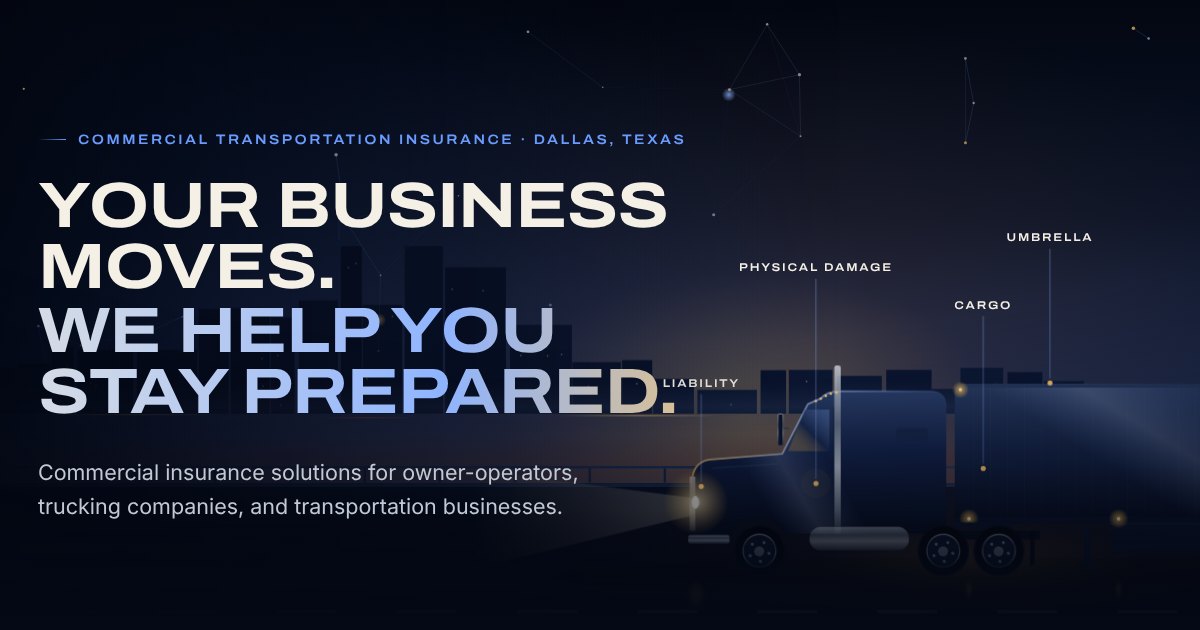 COMMERCIAL TRANSPORTATION INSURANCE · DALLAS, TEXAS
YOUR BUSINESS
MOVES.
WE HELP YOU
STAY PREPARED.
Commercial insurance solutions for owner-operators,
trucking companies, and transportation businesses.
LIABILITY
PHYSICAL DAMAGE
CARGO
UMBRELLA